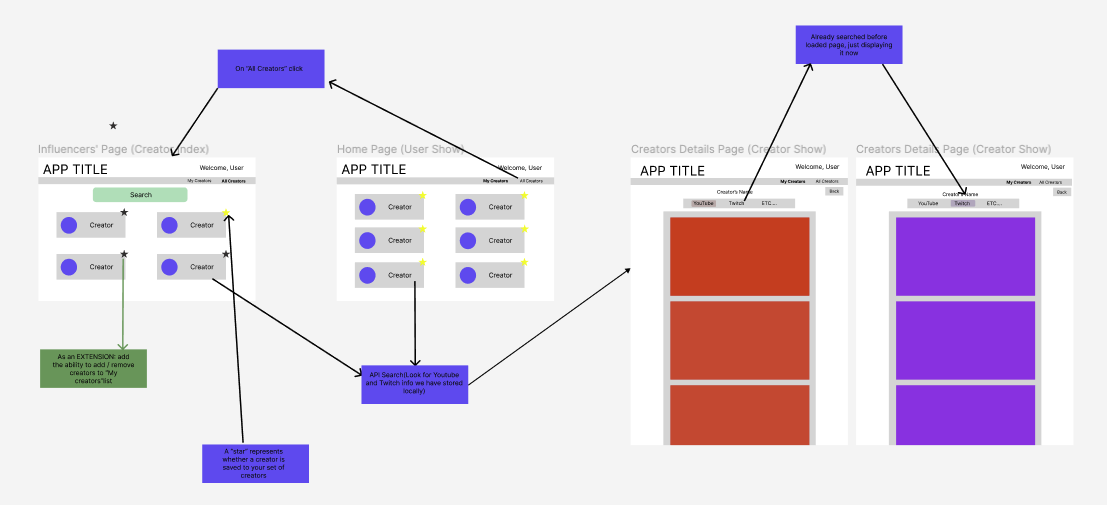 Already searched before
loaded page, just displaying
it now
On "All Creators" click
Influencers' Page (Creator Index)
APP TITLE
Welcome, User
My Creators
All Creators
Search
Creator
Creator
Creator
Creator
As an EXTENSION: add
the ability to add / remove
creators to "My
creators"list
A "star" represents
whether a creator is
saved to your set of
creators
Home Page (User Show)
APP TITLE
Welcome, User
My Creators
All Creators
Creator
Creator
Creator
Creator
Creator
Creator
API Search(Look for Youtube
and Twitch info we have stored
locally)
Creators Details Page (Creator Show)
APP TITLE
Welcome, User
My Creators
All Creators
Creator's Name
Back
YouTube
Twitch
ETC....
Creators Details Page (Creator Show)
APP TITLE
Welcome, User
My Creators
All Creators
Creator's Name
Back
YouTube
Twitch
ETC....